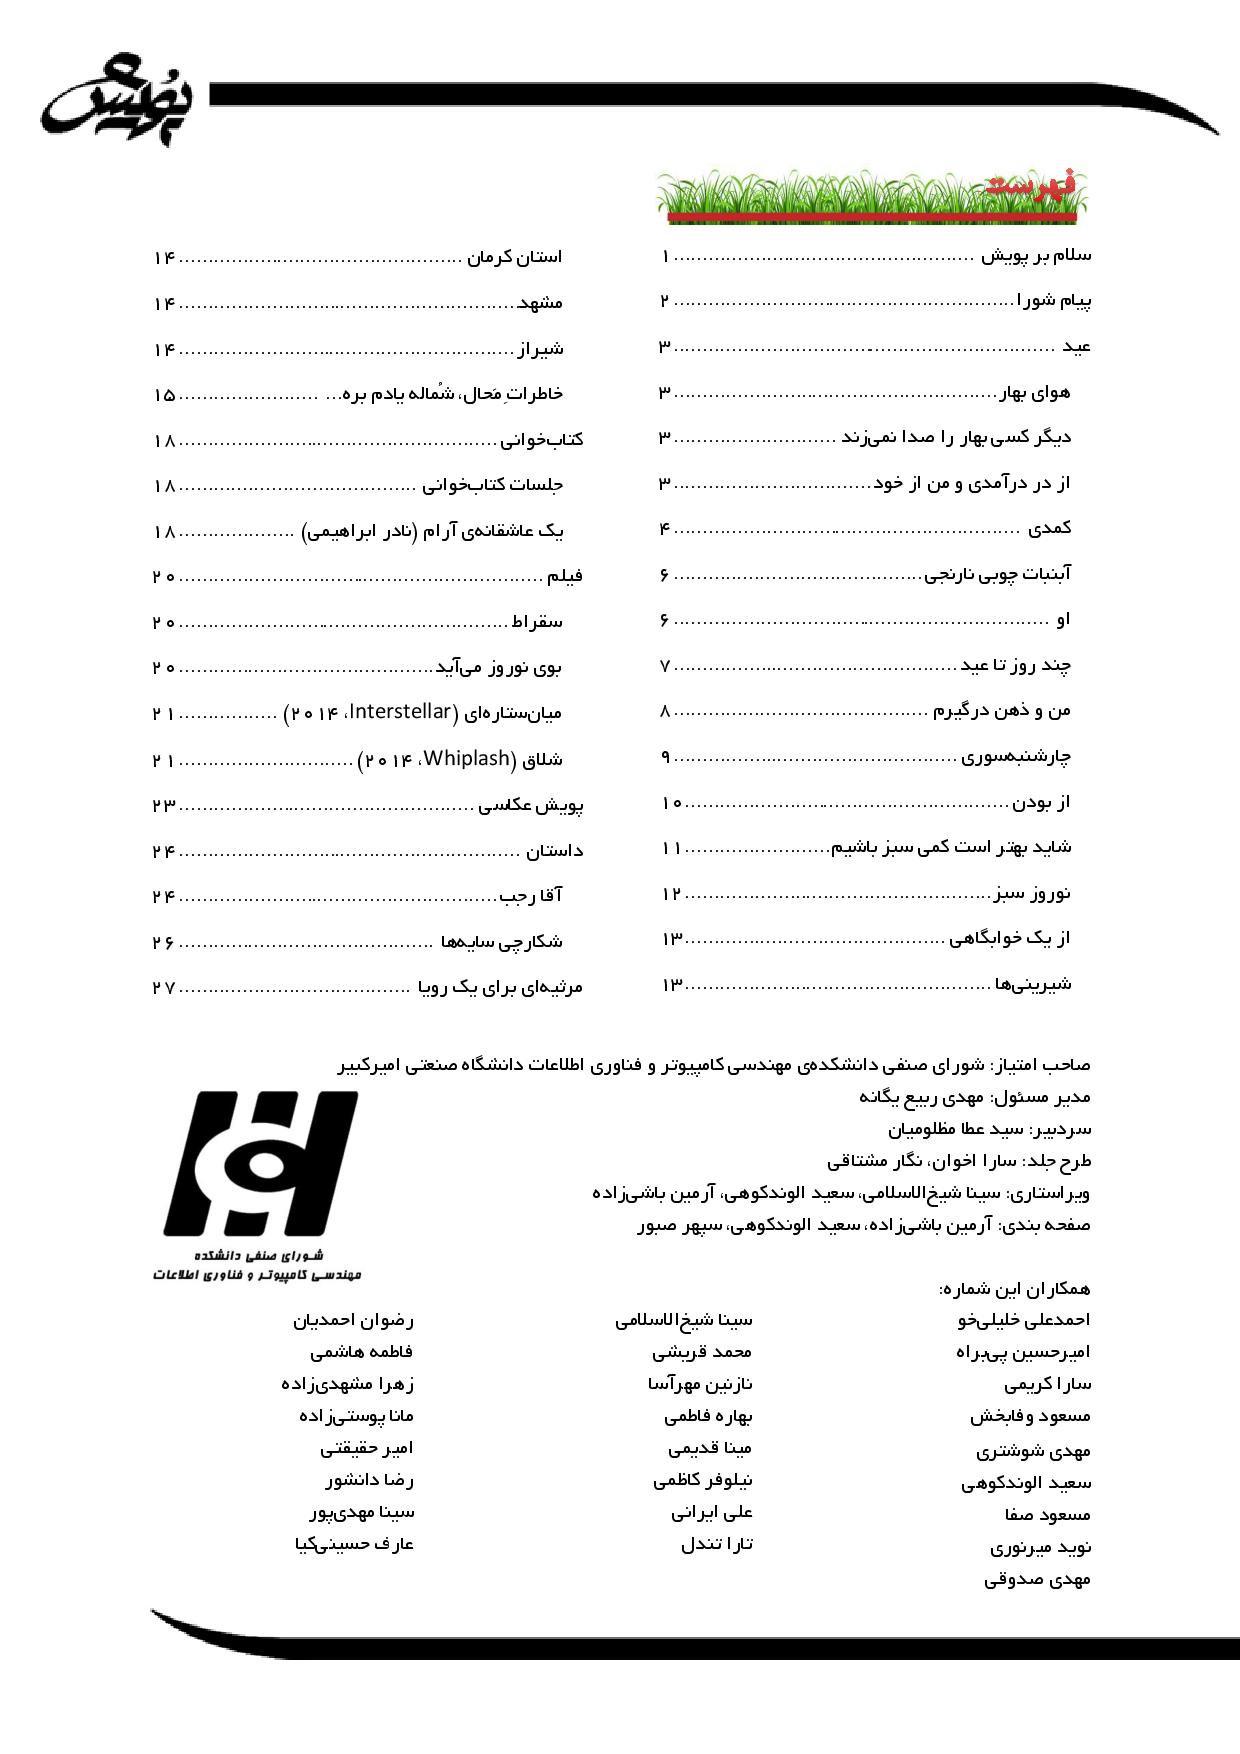 پویش
فهرست
سلام بر پویش ................................................... ۱
پیام شورا .......................................................... ۲
عید ................................................................. ۳
هوای بهار ....................................................... ۳
دیگر کسی بهار را صدا نمی‌زند ............................ ۳
از در درآمدی و من از خود .................................. ۳
کمدی ............................................................ ۴
آبنبات چوبی نارنجی ........................................... ۶
او ................................................................. ۶
چند روز تا عید ................................................. ۷
من و ذهن درگیرم ............................................ ۸
چارشنبه‌سوری ................................................. ۹
از بودن ........................................................ ۱۰
شاید بهتر است کمی سبز باشیم ......................... ۱۱
نوروز سبز ..................................................... ۱۲
از یک خوابگاهی ............................................. ۱۳
شیرینی‌ها ..................................................... ۱۳
استان کرمان ................................................. ۱۴
مشهد ........................................................... ۱۴
شیراز .......................................................... ۱۴
خاطراتِ مَحال، شُماله یادم بره... ........................ ۱۵
کتاب‌خوانی ....................................................... ۱۸
جلسات کتاب‌خوانی ......................................... ۱۸
یک عاشقانه‌ی آرام (نادر ابراهیمی) .................... ۱۸
فیلم ............................................................... ۲۰
سقراط ......................................................... ۲۰
بوی نوروز می‌آید ............................................ ۲۰
میان‌ستاره‌ای (Interstellar، ۲۰۱۴) ................. ۲۱
شلاق (Whiplash، ۲۰۱۴) .............................. ۲۱
پویش عکاسی ................................................... ۲۳
داستان ........................................................... ۲۴
آقا رجب ....................................................... ۲۴
شکارچی سایه‌ها ............................................ ۲۶
مرثیه‌ای برای یک رویا ........................................ ۲۷
صاحب امتیاز: شورای صنفی دانشکده‌ی مهندسی کامپیوتر و فناوری اطلاعات دانشگاه صنعتی امیرکبیر
مدیر مسئول: مهدی ربیع یگانه
سردبیر: سید عطا مظلومیان
طرح جلد: سارا اخوان، نگار مشتاقی
ویراستاری: سینا شیخ‌الاسلامی، سعید الوندکوهی، آرمین باشی‌زاده
صفحه بندی: آرمین باشی‌زاده، سعید الوندکوهی، سپهر صبور
شورای صنفی دانشکده
مهندسی کامپیوتر و فناوری اطلاعات
همکاران این شماره:
احمدعلی خلیلی‌خو
امیرحسین پی‌براه
سارا کریمی
مسعود وفابخش
مهدی شوشتری
سعید الوندکوهی
مسعود صفا
نوید میرنوری
مهدی صدوقی
سینا شیخ‌الاسلامی
محمد قریشی
نازنین مهرآسا
بهاره فاطمی
مینا قدیمی
نیلوفر کاظمی
علی ایرانی
تارا تندل
رضوان احمدیان
فاطمه هاشمی
زهرا مشهدی‌زاده
مانا پوستی‌زاده
امیر حقیقتی
رضا دانشور
سینا مهدی‌پور
عارف حسینی‌کیا